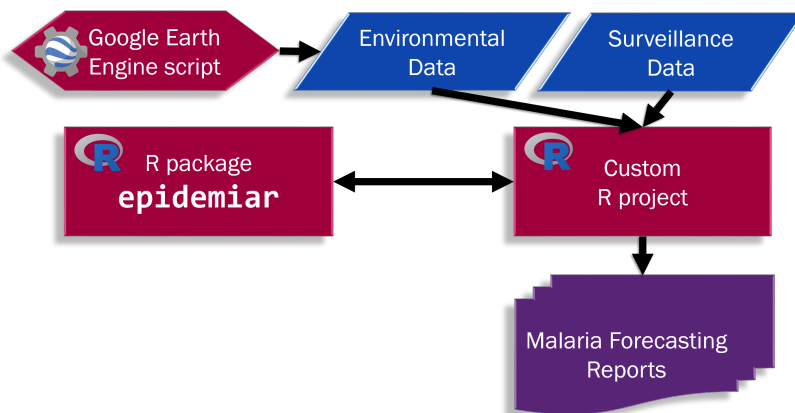 Google Earth
Engine script
Environmental
Data
Surveillance
Data
R
R package
epidemiar
R
Custom
R project
Malaria Forecasting
Reports